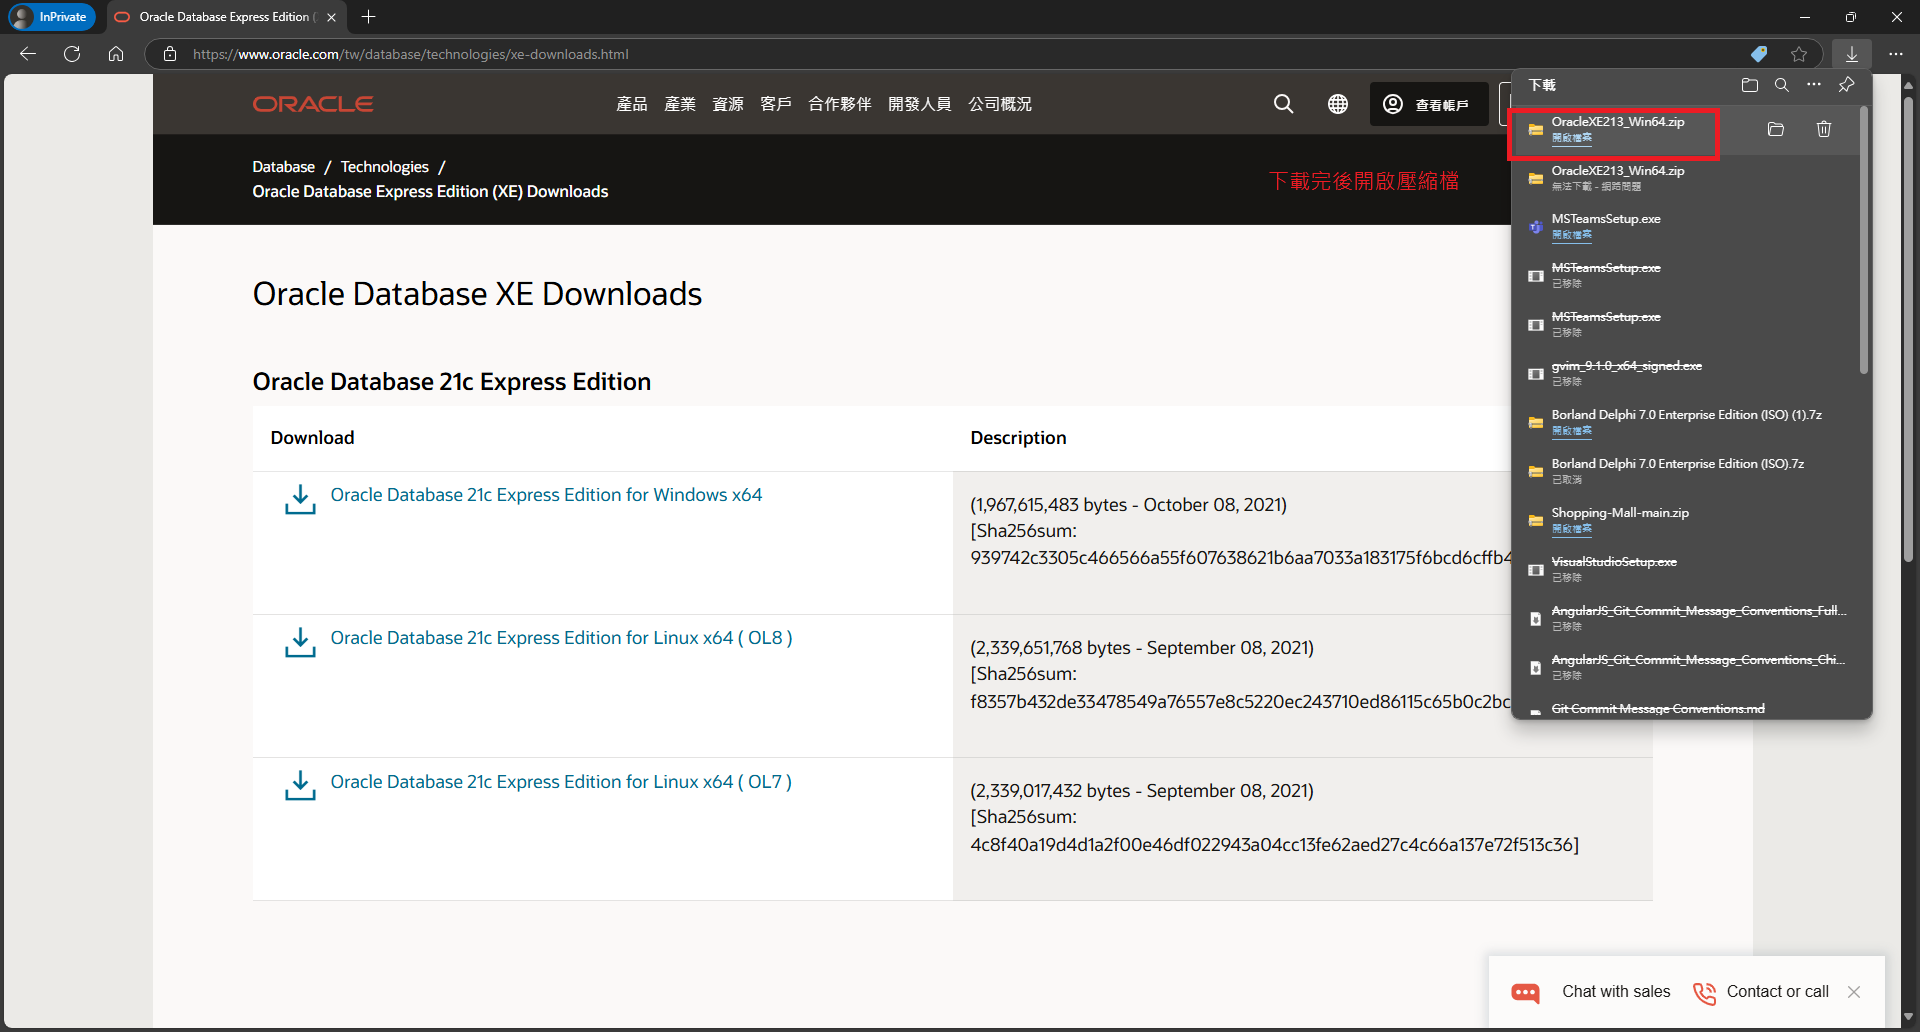 InPrivate
Oracle Database Express Edition (
https://www.oracle.com/tw/database/technologies/xe-downloads.html
ORACLE
產品 產業 資源 客戶 合作夥伴 開發人員 公司概況
查看帳戶
Database / Technologies /
Oracle Database Express Edition (XE) Downloads
下載完後開啟壓縮檔
Oracle Database XE Downloads
Oracle Database 21c Express Edition
Download Description
Oracle Database 21c Express Edition for Windows x64
(1,967,615,483 bytes - October 08, 2021)
[Sha256sum:
939742c3305c466566a55f607638621b6aa7033a183175f6bcd6cffb4
Oracle Database 21c Express Edition for Linux x64 ( OL8 )
(2,339,651,768 bytes - September 08, 2021)
[Sha256sum:
f8357b432de33478549a76557e8c5220ec243710ed86115c65b0c2bc
Oracle Database 21c Express Edition for Linux x64 ( OL7 )
(2,339,017,432 bytes - September 08, 2021)
[Sha256sum:
4c8f40a19d4d1a2f00e46df022943a04cc13fe62aed27c4c66a137e72f513c36]
下載
OracleXE213_Win64.zip
開啟檔案
OracleXE213_Win64.zip
無法下載 - 網路問題
MSTeamsSetup.exe
開啟檔案
MSTeamsSetup.exe
已移除
MSTeamsSetup.exe
已移除
gvim_9.1.0_x64_signed.exe
已移除
Borland Delphi 7.0 Enterprise Edition (ISO) (1).7z
開啟檔案
Borland Delphi 7.0 Enterprise Edition (ISO).7z
已取消
Shopping-Mall-main.zip
開啟檔案
VisualStudioSetup.exe
已移除
AngularJS_Git_Commit_Message_Conventions_Full...
已移除
AngularJS_Git_Commit_Message_Conventions_Chi...
已移除
Git Commit Message Conventions.md
Chat with sales
Contact or call